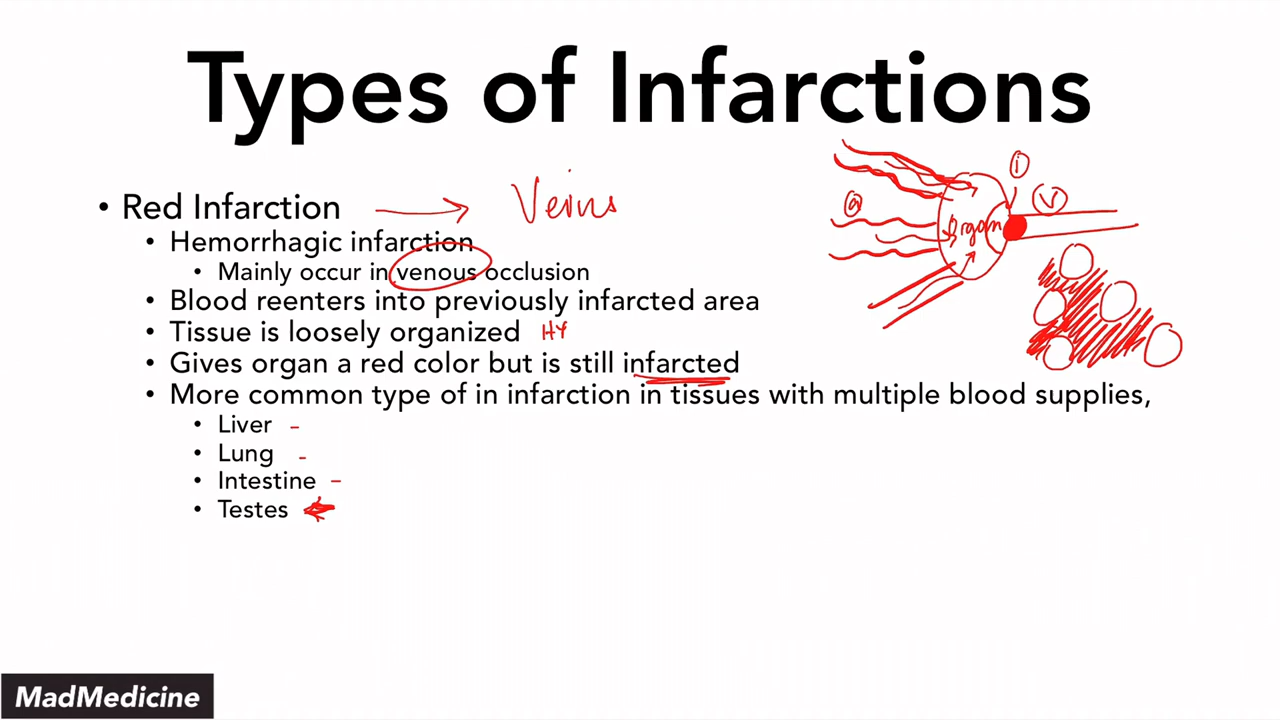 Types of Infarctions
• Red Infarction → Veins
• Hemorrhagic infarction
• Mainly occur in venous occlusion
• Blood reenters into previously infarcted area
• Tissue is loosely organized
• Gives organ a red color but is still infarcted
• More common type of in infarction in tissues with multiple blood supplies,
• Liver -
• Lung -
• Intestine -
• Testes ←
i
V
a
organ
MadMedicine